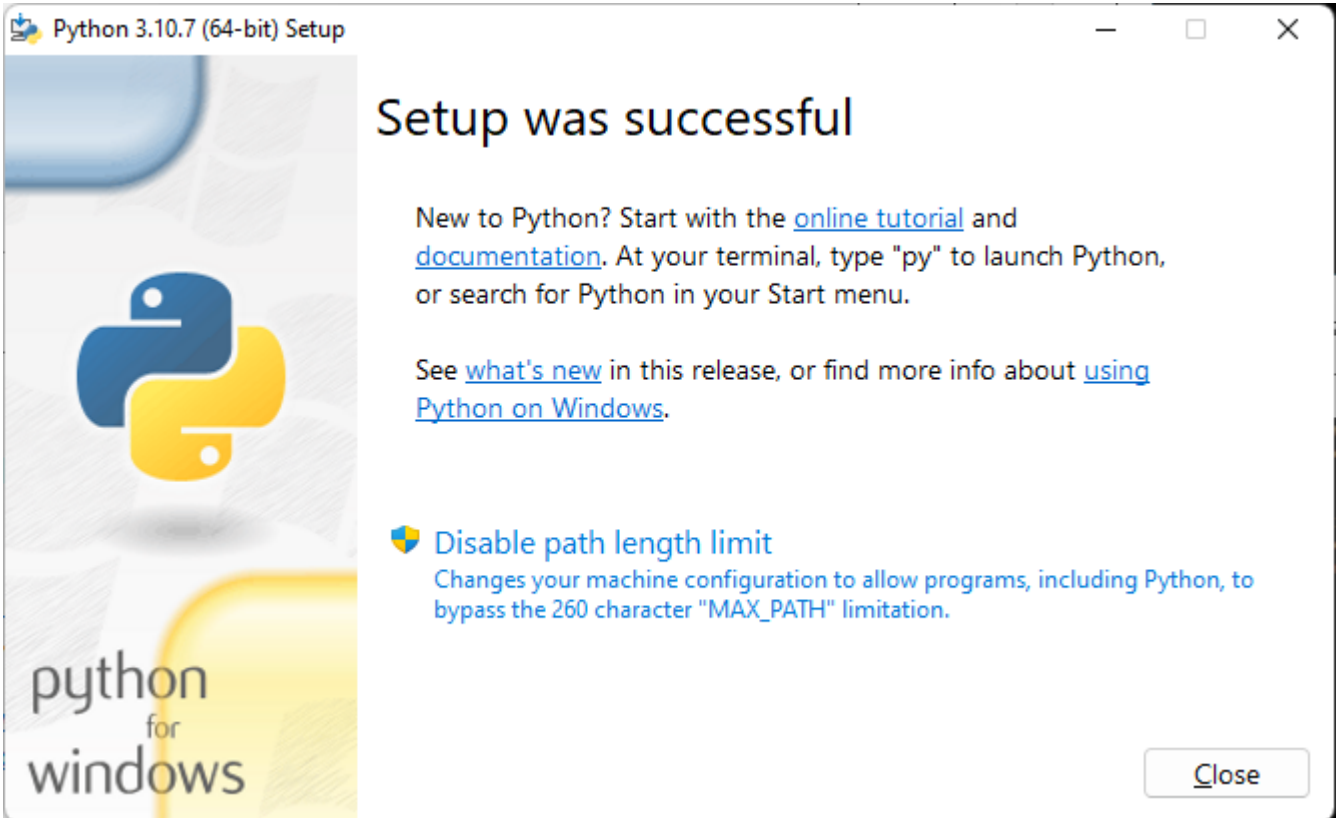 Python 3.10.7 (64-bit) Setup
Setup was successful
New to Python? Start with the online tutorial and
documentation. At your terminal, type "py" to launch Python,
or search for Python in your Start menu.
See what's new in this release, or find more info about using
Python on Windows.
Disable path length limit
Changes your machine configuration to allow programs, including Python, to
bypass the 260 character "MAX_PATH" limitation.
python
for
windows
Close